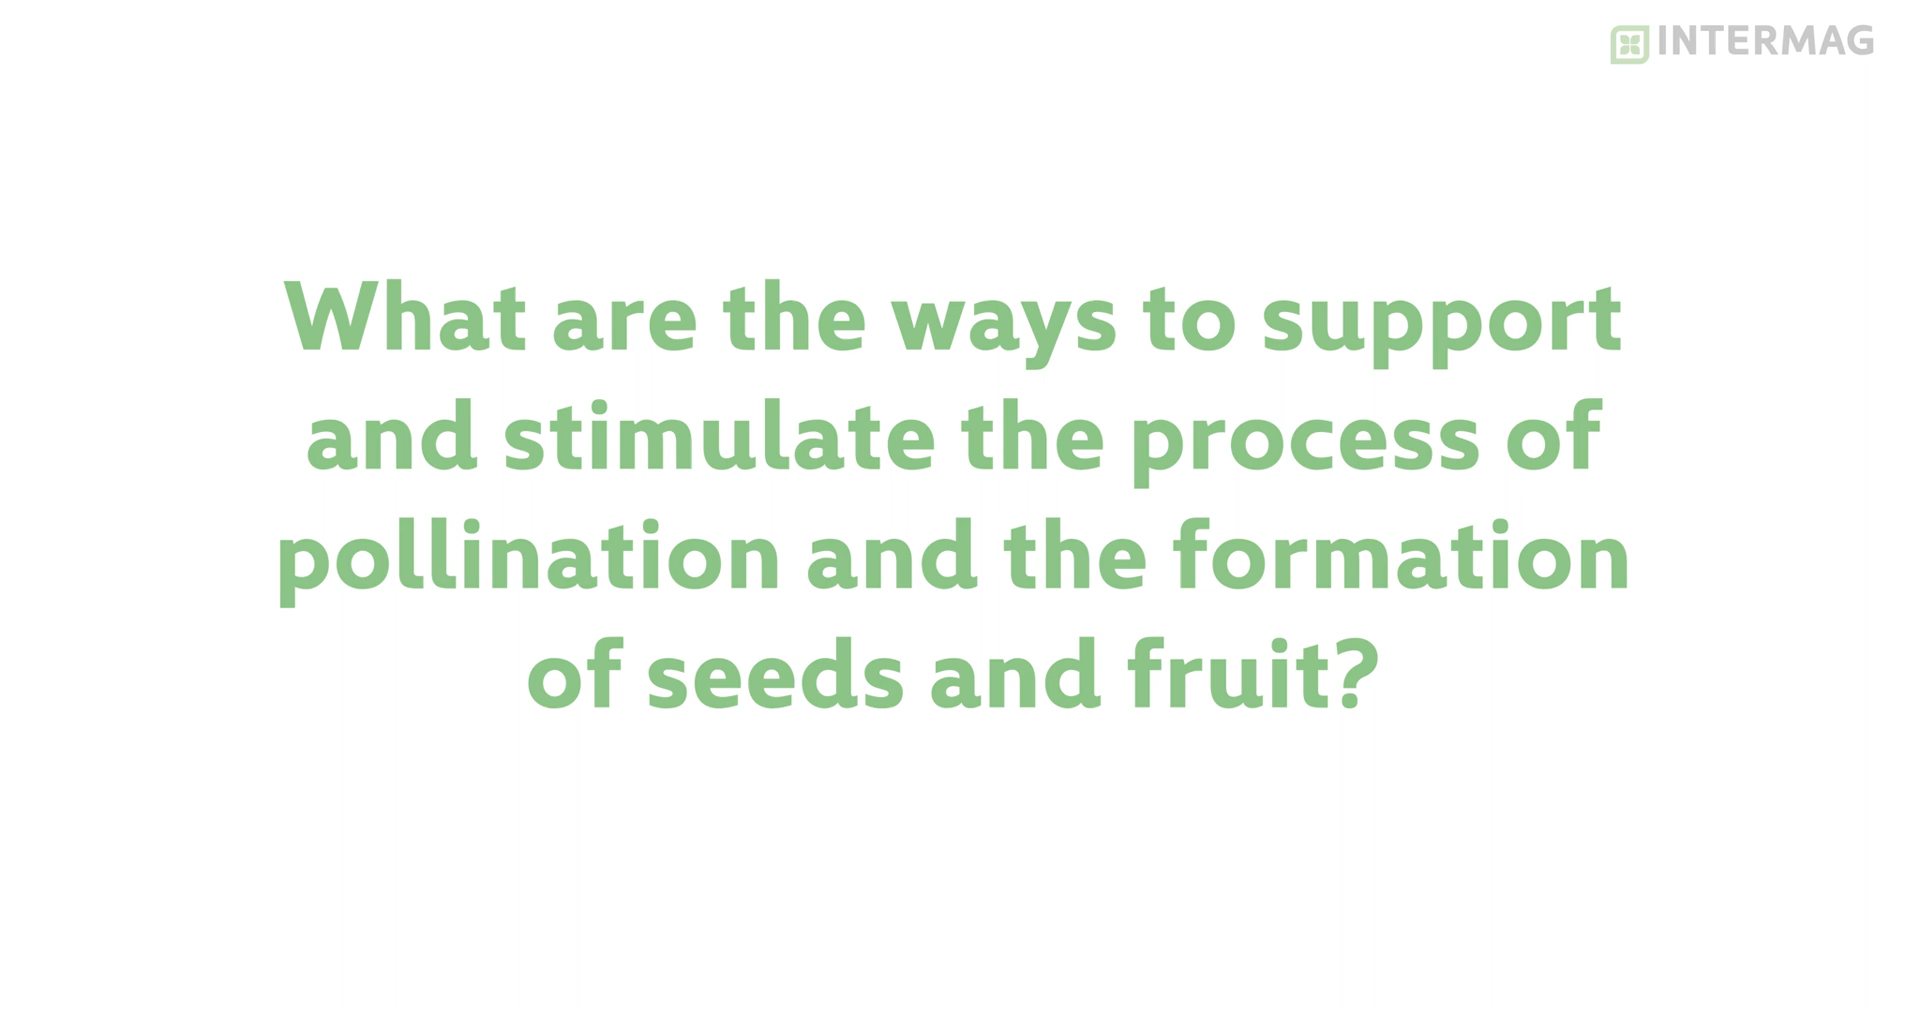 INTERMAG
What are the ways to support
and stimulate the process of
pollination and the formation
of seeds and fruit?